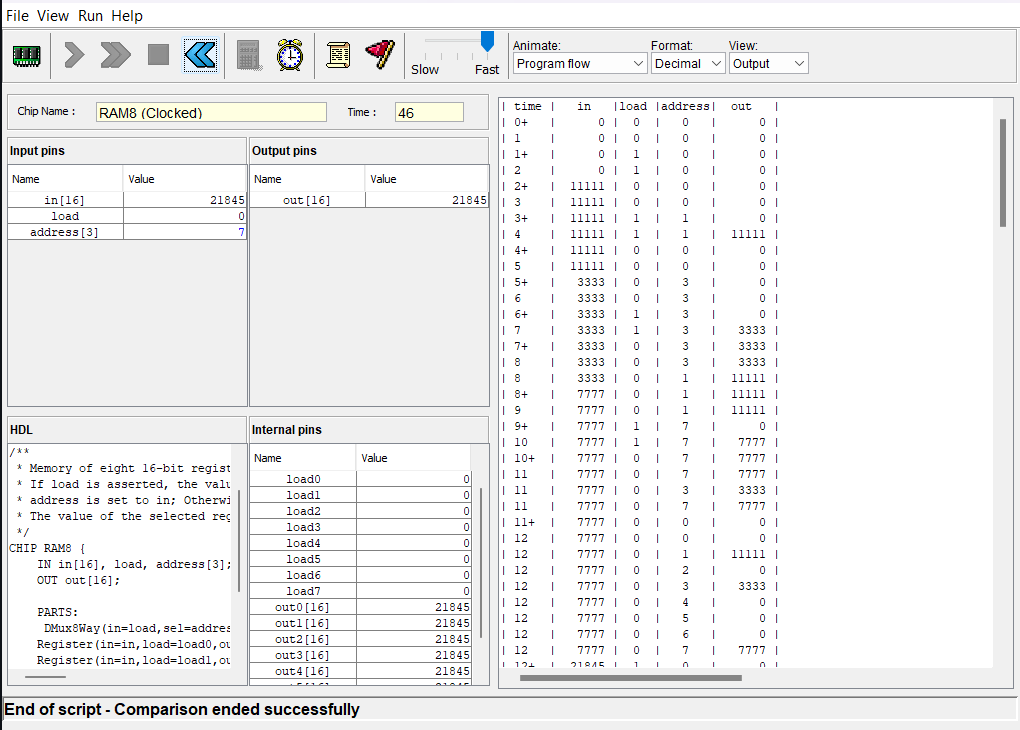 File View Run Help
Slow Fast
Animate: Format: View:
Program flow Decimal Output
Chip Name : RAM8 (Clocked) Time : 46
Input pins
Name Value
in[16] 21845
load 0
address[3] 7
Output pins
Name Value
out[16] 21845
HDL
/**
* Memory of eight 16-bit regist
* If load is asserted, the valu
* address is set to in; Otherwi
* The value of the selected reg
*/
CHIP RAM8 {
IN in[16], load, address[3];
OUT out[16];
PARTS:
DMux8Way(in=load,sel=addres
Register(in=in,load=load0,ou
Register(in=in,load=load1,ou
Internal pins
Name Value
load0 0
load1 0
load2 0
load3 0
load4 0
load5 0
load6 0
load7 0
out0[16] 21845
out1[16] 21845
out2[16] 21845
out3[16] 21845
out4[16] 21845
| time | in |load |address| out |
| 0+ | 0 | 0 | 0 | 0 |
| 1 | 0 | 0 | 0 | 0 |
| 1+ | 0 | 1 | 0 | 0 |
| 2 | 0 | 1 | 0 | 0 |
| 2+ | 11111 | 0 | 0 | 0 |
| 3 | 11111 | 0 | 0 | 0 |
| 3+ | 11111 | 1 | 1 | 0 |
| 4 | 11111 | 1 | 1 | 11111 |
| 4+ | 11111 | 0 | 0 | 0 |
| 5 | 11111 | 0 | 0 | 0 |
| 5+ | 3333 | 0 | 3 | 0 |
| 6 | 3333 | 0 | 3 | 0 |
| 6+ | 3333 | 1 | 3 | 0 |
| 7 | 3333 | 1 | 3 | 3333 |
| 7+ | 3333 | 0 | 3 | 3333 |
| 8 | 3333 | 0 | 3 | 3333 |
| 8 | 3333 | 0 | 1 | 11111 |
| 8+ | 7777 | 0 | 1 | 11111 |
| 9 | 7777 | 0 | 1 | 11111 |
| 9+ | 7777 | 1 | 7 | 0 |
| 10 | 7777 | 1 | 7 | 7777 |
| 10+ | 7777 | 0 | 7 | 7777 |
| 11 | 7777 | 0 | 7 | 7777 |
| 11 | 7777 | 0 | 3 | 3333 |
| 11 | 7777 | 0 | 7 | 7777 |
| 11+ | 7777 | 0 | 0 | 0 |
| 12 | 7777 | 0 | 0 | 0 |
| 12 | 7777 | 0 | 1 | 11111 |
| 12 | 7777 | 0 | 2 | 0 |
| 12 | 7777 | 0 | 3 | 3333 |
| 12 | 7777 | 0 | 4 | 0 |
| 12 | 7777 | 0 | 5 | 0 |
| 12 | 7777 | 0 | 6 | 0 |
| 12 | 7777 | 0 | 7 | 7777 |
| 12+ | 21845 | 1 | 0 | 0 |
End of script - Comparison ended successfully